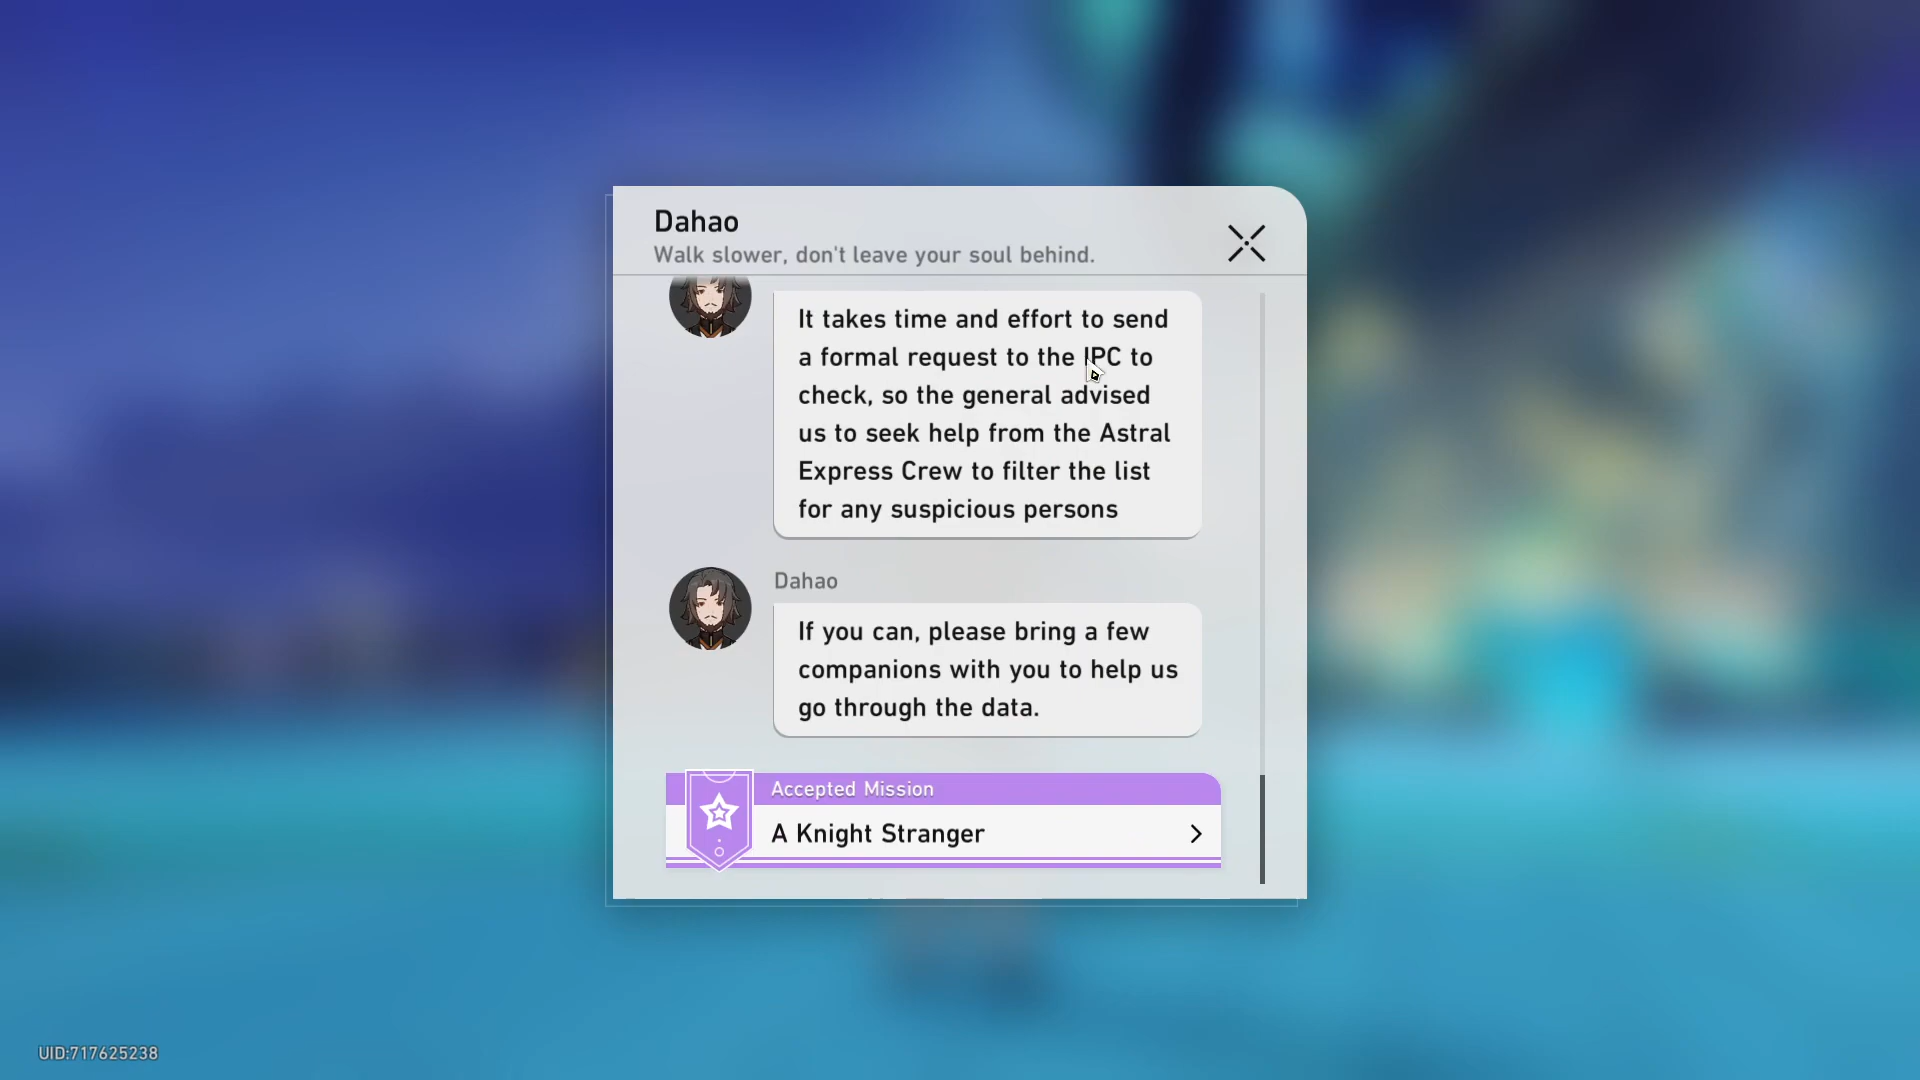 Dahao
Walk slower, don't leave your soul behind.
It takes time and effort to send
a formal request to the IPC to
check, so the general advised
us to seek help from the Astral
Express Crew to filter the list
for any suspicious persons
Dahao
If you can, please bring a few
companions with you to help us
go through the data.
Accepted Mission
A Knight Stranger
UID:717625238